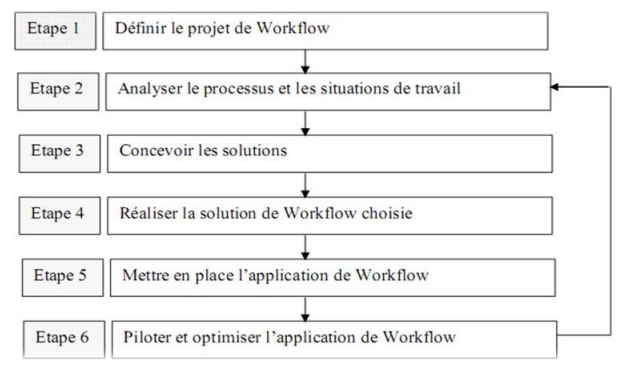 Etape 1 Définir le projet de Workflow
Etape 2 Analyser le processus et les situations de travail
Etape 3 Concevoir les solutions
Etape 4 Réaliser la solution de Workflow choisie
Etape 5 Mettre en place l’application de Workflow
Etape 6 Piloter et optimiser l’application de Workflow